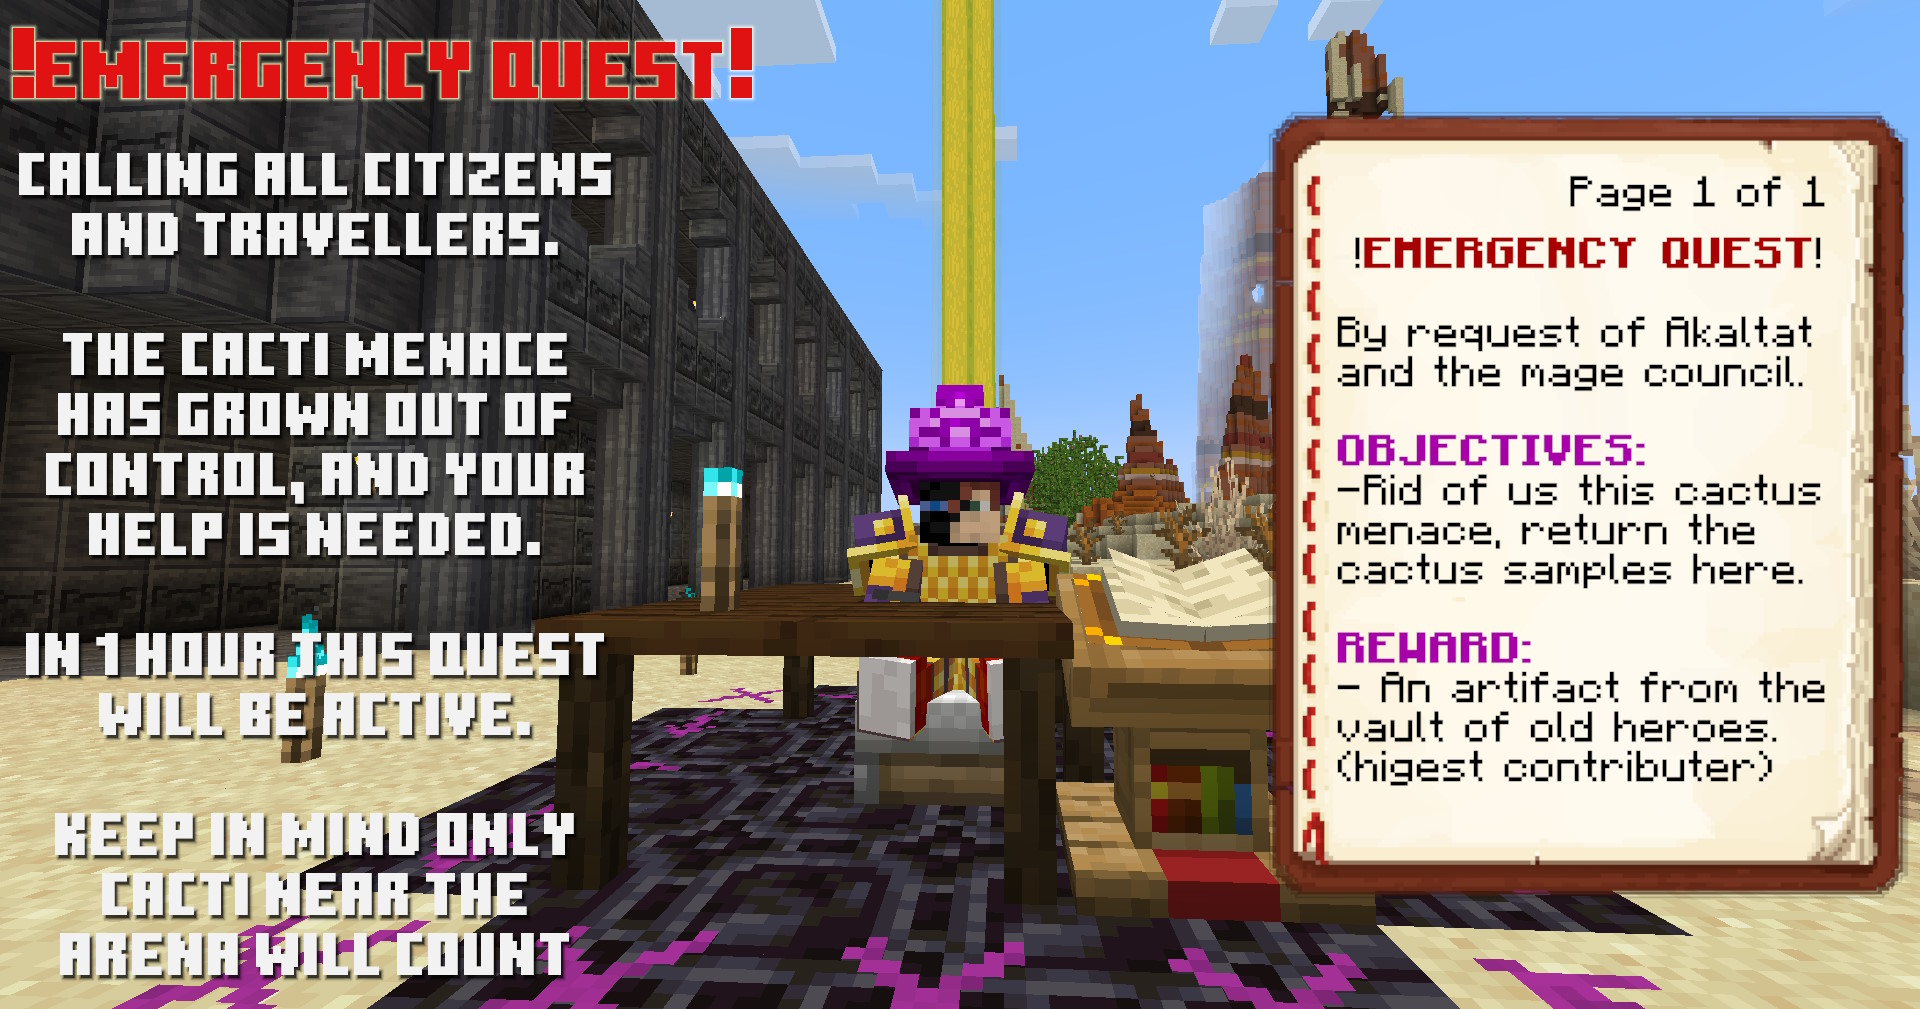 !EMERGENCY QUEST!
CALLING ALL CITIZENS
AND TRAVELLERS.
THE CACTI MENACE
HAS GROWN OUT OF
CONTROL, AND YOUR
HELP IS NEEDED.
IN 1 HOUR THIS QUEST
WILL BE ACTIVE.
KEEP IN MIND ONLY
CACTI NEAR THE
ARENA WILL COUNT
Page 1 of 1
!EMERGENCY QUEST!
By request of Akaltat
and the mage council.
OBJECTIVES:
-Rid of us this cactus
menace, return the
cactus samples here.
REWARD:
- An artifact from the
vault of old heroes.
(higest contributer)